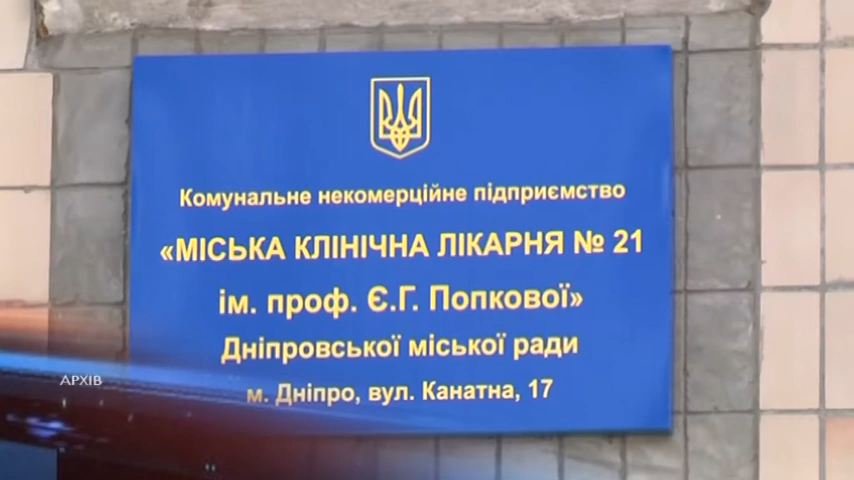 Комунальне некомерційне підприємство
«МІСЬКА КЛІНІЧНА ЛІКАРНЯ № 21
ім. проф. Є.Г. Попкової»
Дніпровської міської ради
м. Дніпро, вул. Канатна, 17
АРХІВ